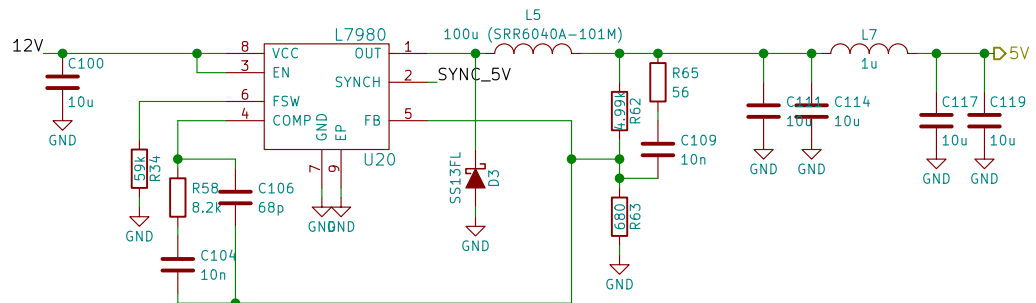 L5
100u (SRR6040A-101M)
L7980
12V
8
VCC
OUT
1
3
EN
SYNCH
2
SYNC_5V
6
FSW
4
COMP
FB
5
GND
EP
7
9
U20
C100
10u
GND
59k
R34
GND
R58
8.2k
C106
68p
C104
10n
GND
GND
SS13FL
D3
GND
4.99k
R62
R65
56
C109
10n
680
R63
GND
C111
10u
GND
C114
10u
GND
L7
1u
5V
C117
10u
GND
C119
10u
GND